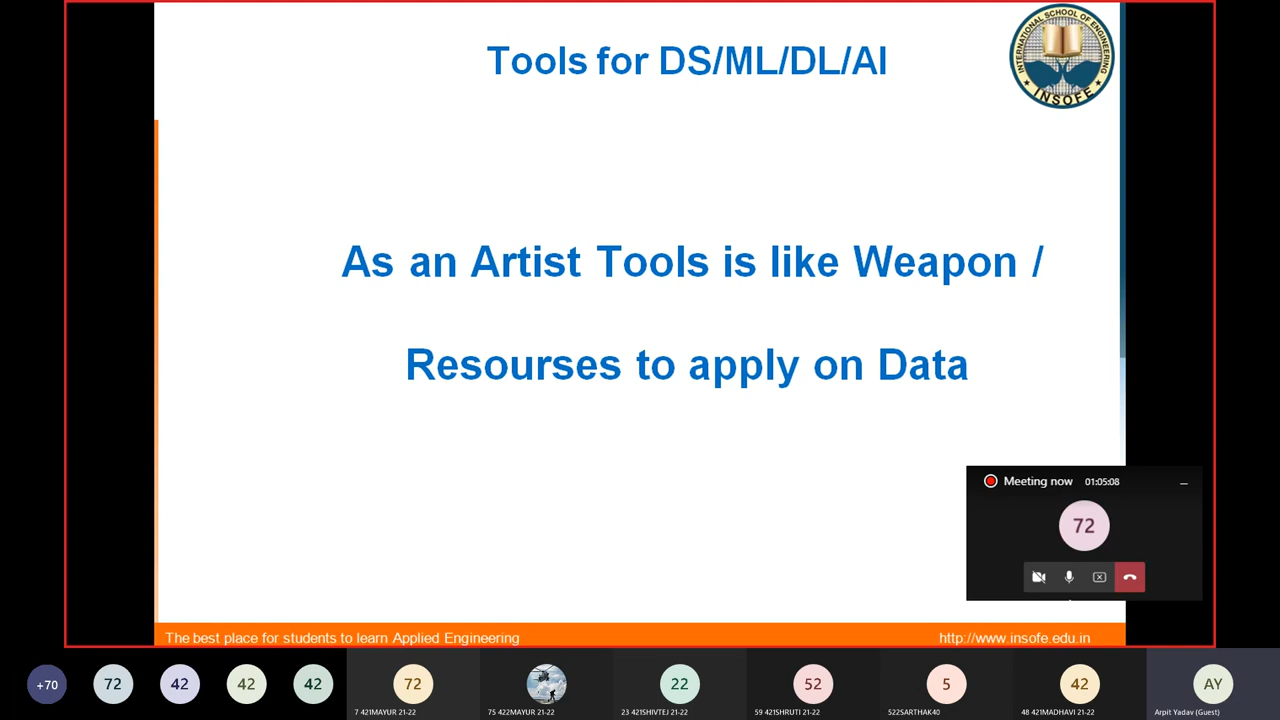 Tools for DS/ML/DL/AI
INTERNATIONAL SCHOOL OF ENGINEERING
★ INSOFE ★
As an Artist Tools is like Weapon /
Resourses to apply on Data
Meeting now 01:05:08
72
The best place for students to learn Applied Engineering
http://www.insofe.edu.in
+70
72
42
42
42
72
7 421MAYUR 21-22
75 422MAYUR 21-22
22
23 421SHIVTEJ 21-22
52
59 421SHRUTI 21-22
5
522SARTHAK40
42
48 421MADHAVI 21-22
AY
Arpit Yadav (Guest)